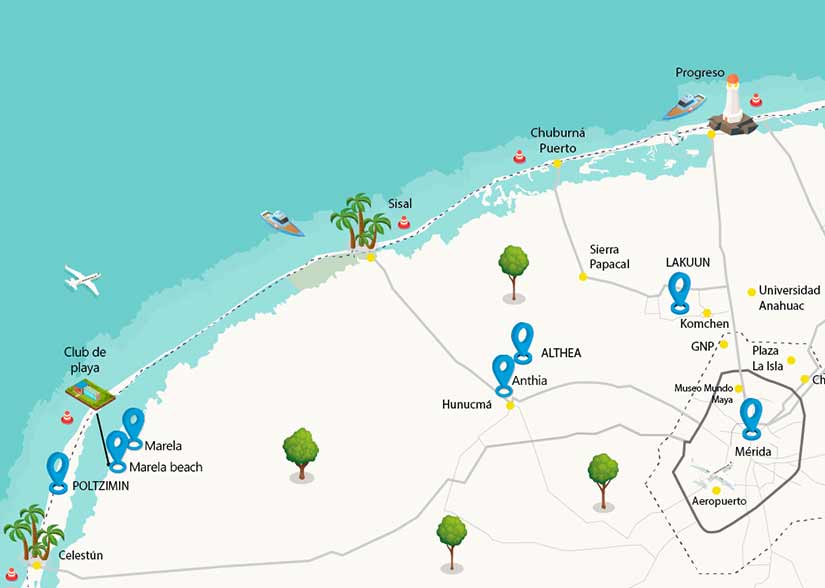 Progreso
Chuburná
Puerto
Sisal
Sierra
Papacal
LAKUUN
Universidad
Anahuac
Komchen
GNP
Plaza
La Isla
Club de
playa
ALTHEA
Anthia
Ch
Museo Mundo
Maya
Hunucmá
Marela
Mérida
Marela beach
POLTZIMIN
Aeropuerto
Celestún